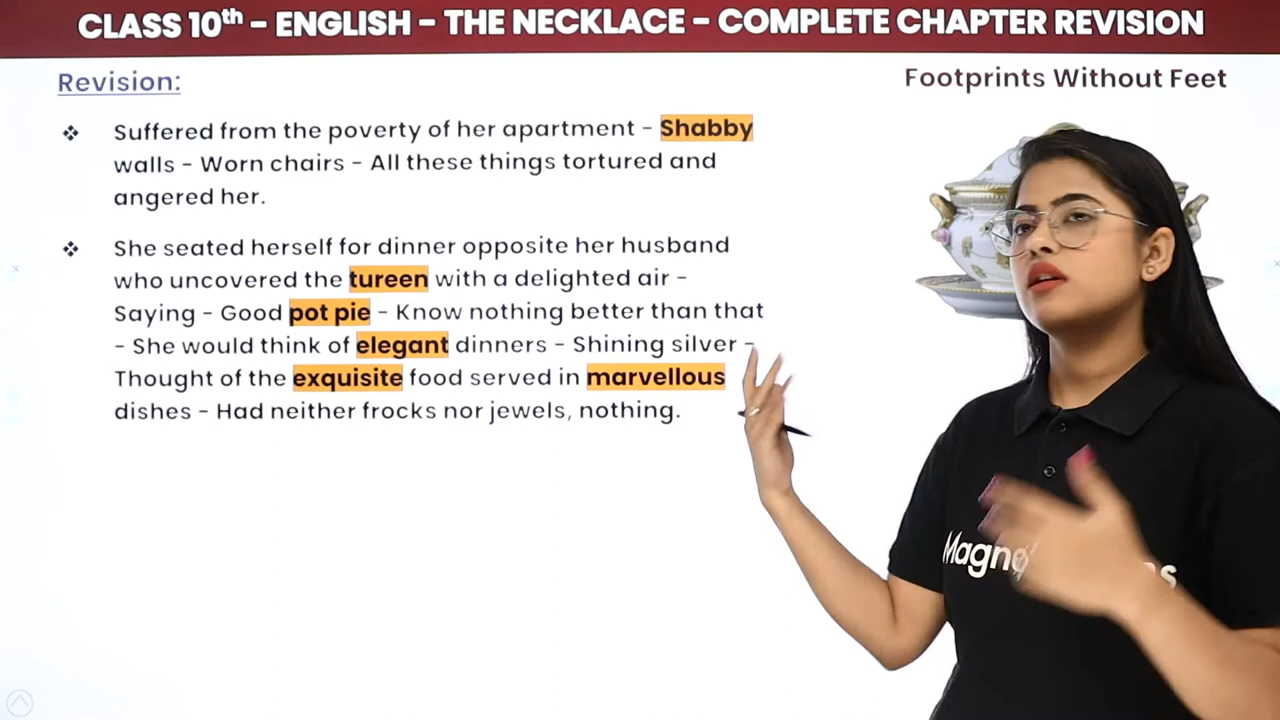 CLASS 10th – ENGLISH – THE NECKLACE – COMPLETE CHAPTER REVISION
Revision:
Footprints Without Feet
❖ Suffered from the poverty of her apartment – Shabby
walls – Worn chairs – All these things tortured and
angered her.
❖ She seated herself for dinner opposite her husband
who uncovered the tureen with a delighted air –
Saying – Good pot pie – Know nothing better than that
– She would think of elegant dinners – Shining silver –
Thought of the exquisite food served in marvellous
dishes – Had neither frocks nor jewels, nothing.